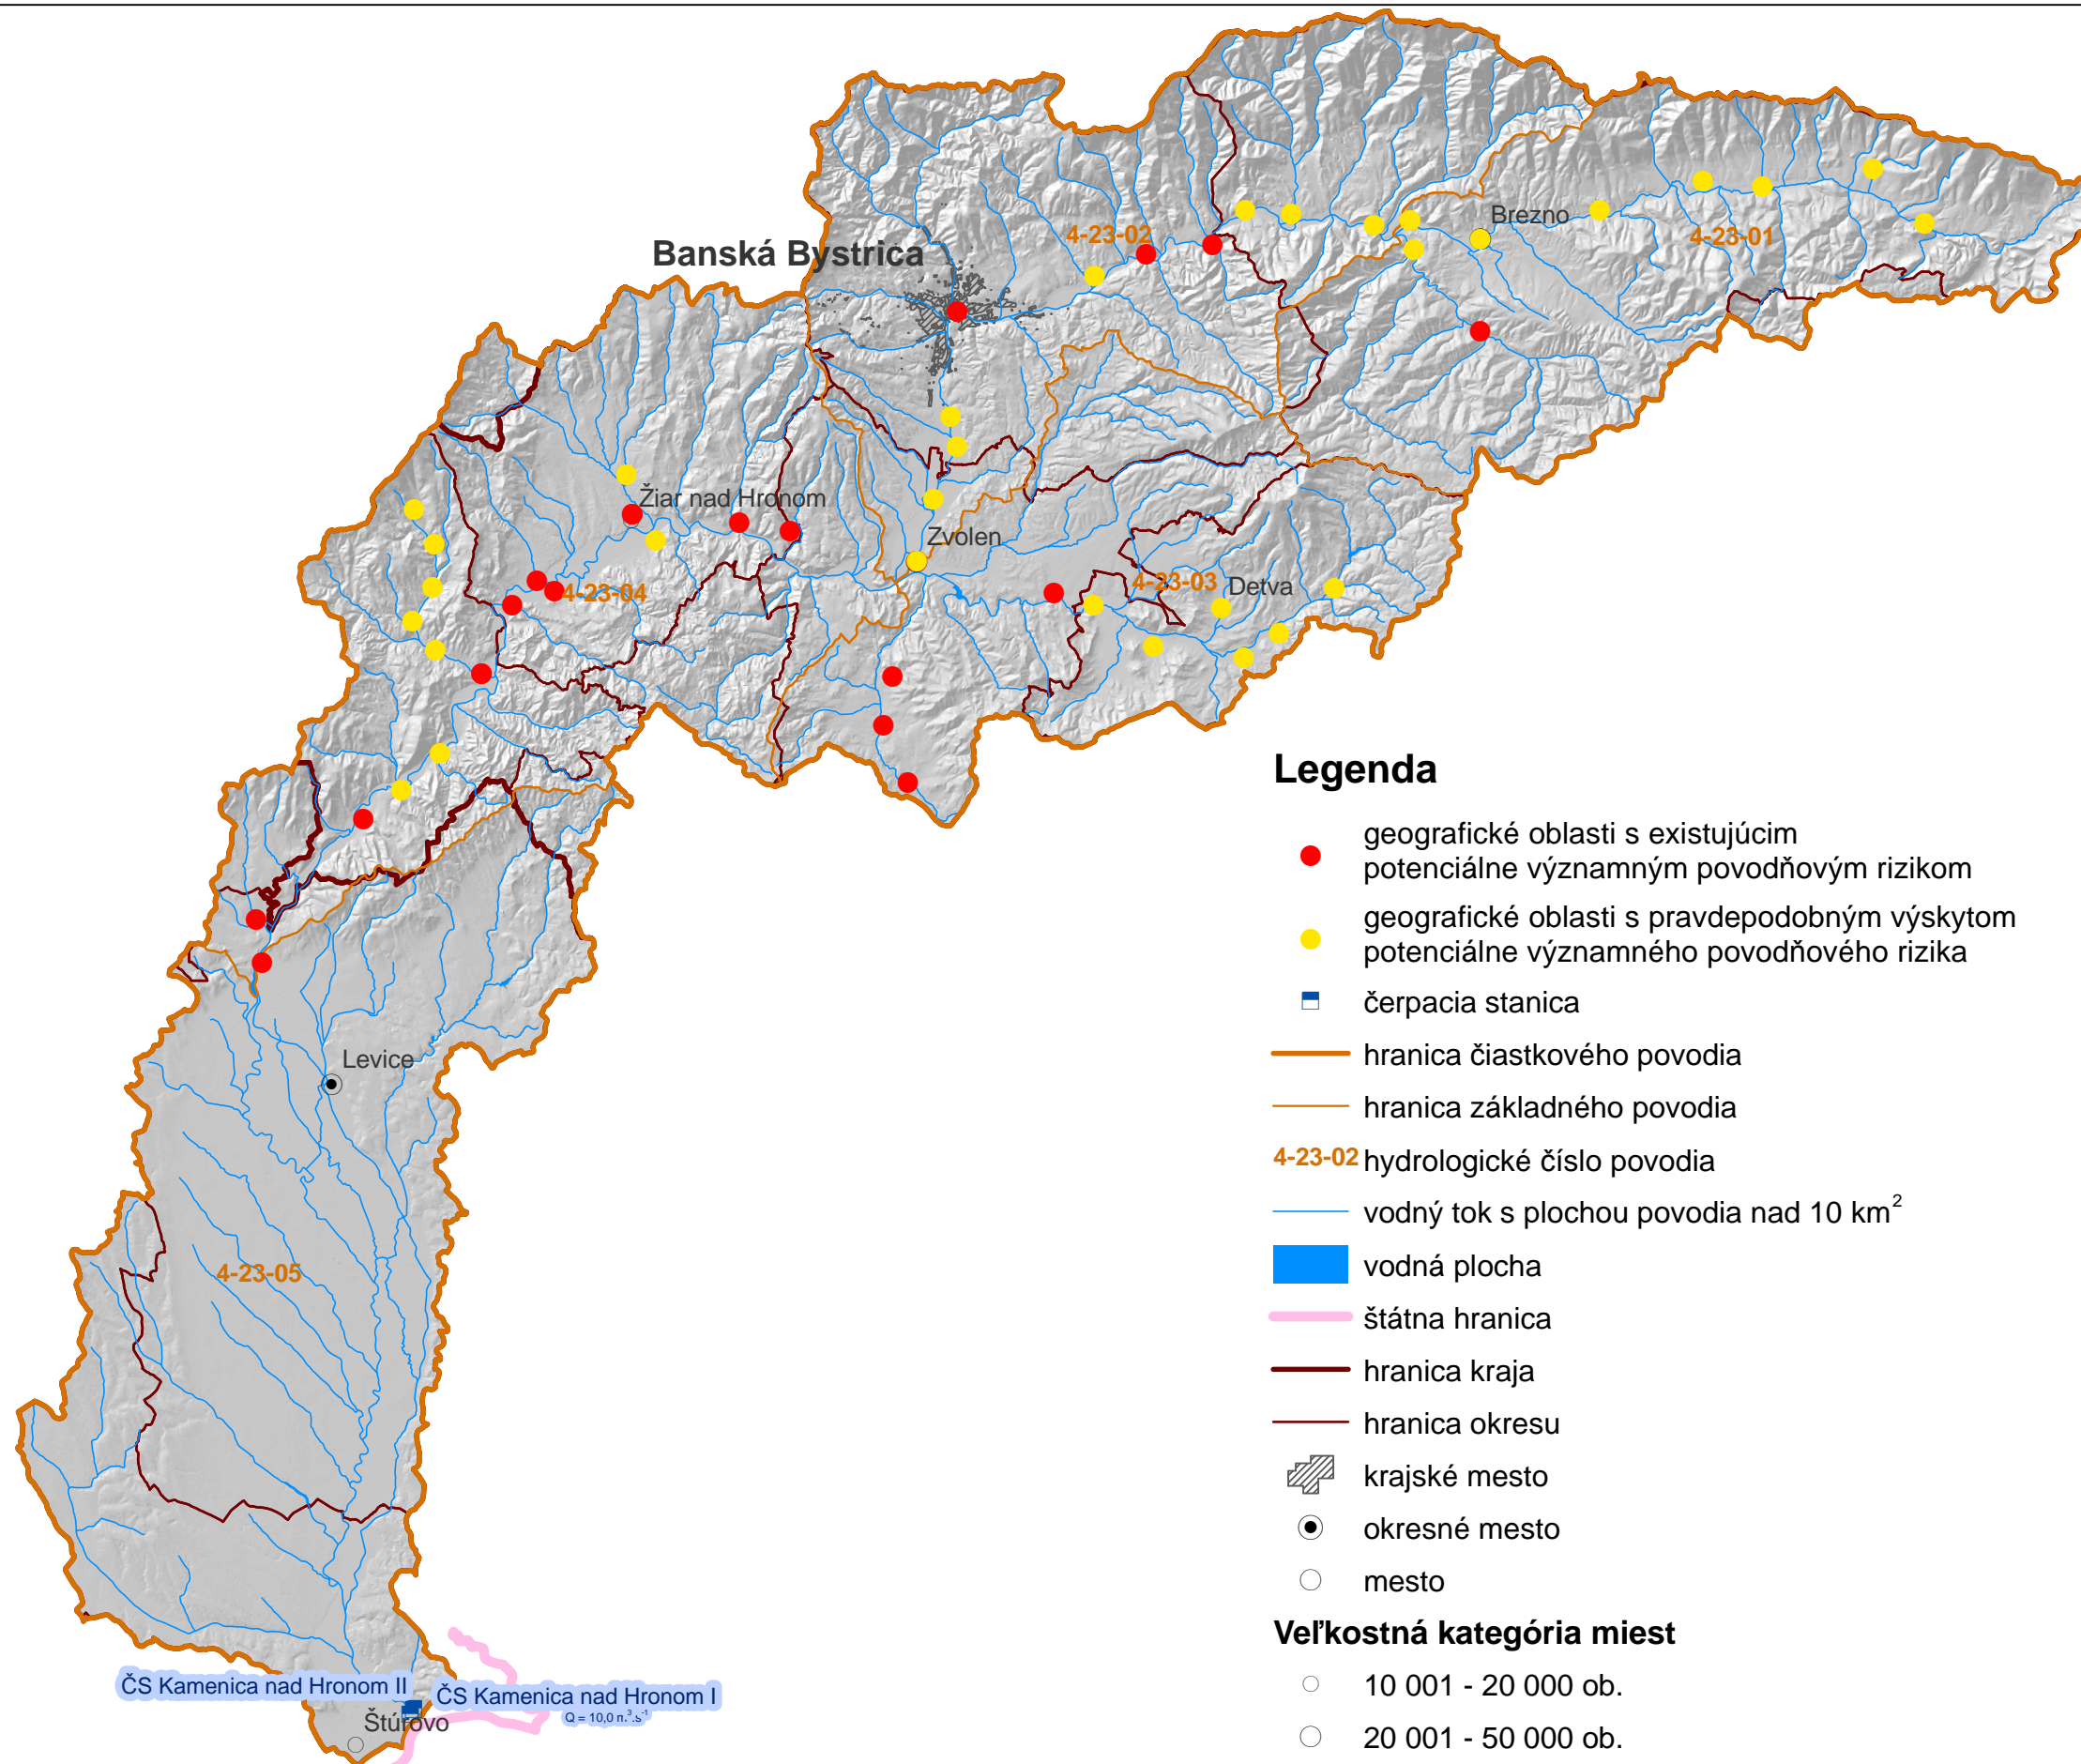 Banská Bystrica
4-23-02
Brezno
4-23-01
Žiar nad Hronom
Zvolen
4-23-04
4-23-03
Detva
Levice
4-23-05
ČS Kamenica nad Hronom II
ČS Kamenica nad Hronom I
Q = 10,0 m³.s⁻¹
Štúrovo
Legenda
geografické oblasti s existujúcim
potenciálne významným povodňovým rizikom
geografické oblasti s pravdepodobným výskytom
potenciálne významného povodňového rizika
čerpacia stanica
hranica čiastkového povodia
hranica základného povodia
4-23-02 hydrologické číslo povodia
vodný tok s plochou povodia nad 10 km²
vodná plocha
štátna hranica
hranica kraja
hranica okresu
krajské mesto
okresné mesto
mesto
Veľkostná kategória miest
10 001 - 20 000 ob.
20 001 - 50 000 ob.